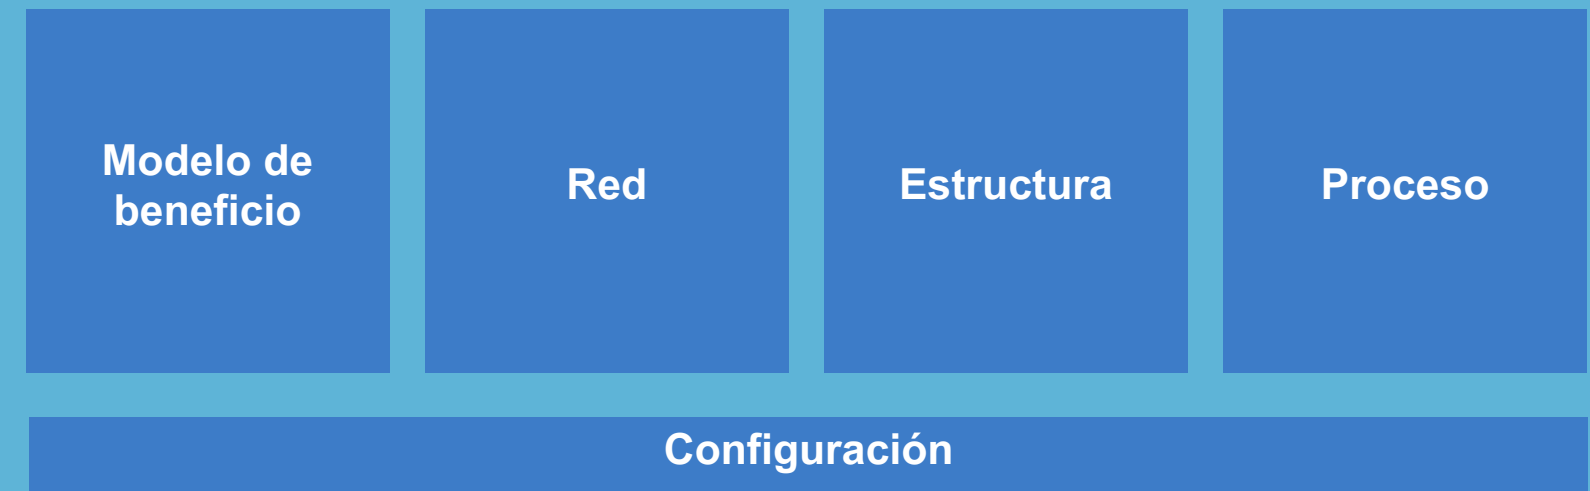 Modelo de
beneficio
Red
Estructura
Proceso
Configuración